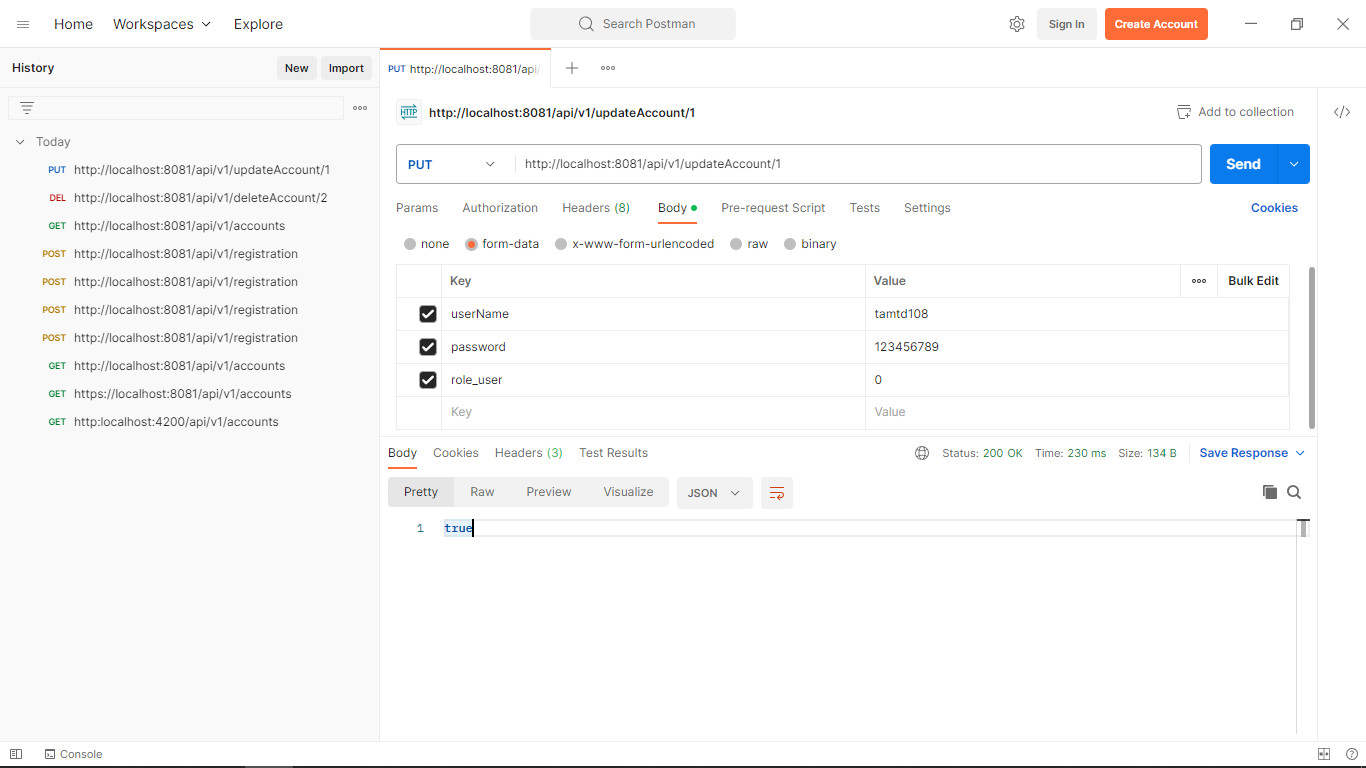 Home Workspaces Explore Search Postman Sign In Create Account
History New Import PUT http://localhost:8081/api/
HTTP http://localhost:8081/api/v1/updateAccount/1 Add to collection </>
Today
PUT http://localhost:8081/api/v1/updateAccount/1
DEL http://localhost:8081/api/v1/deleteAccount/2
GET http://localhost:8081/api/v1/accounts
POST http://localhost:8081/api/v1/registration
POST http://localhost:8081/api/v1/registration
POST http://localhost:8081/api/v1/registration
POST http://localhost:8081/api/v1/registration
GET http://localhost:8081/api/v1/accounts
GET https://localhost:8081/api/v1/accounts
GET http:localhost:4200/api/v1/accounts
PUT http://localhost:8081/api/v1/updateAccount/1 Send
Params Authorization Headers (8) Body Pre-request Script Tests Settings Cookies
none form-data x-www-form-urlencoded raw binary
Key Value Bulk Edit
userName tamtd108
password 123456789
role_user 0
Key Value
Body Cookies Headers (3) Test Results Status: 200 OK Time: 230 ms Size: 134 B Save Response
Pretty Raw Preview Visualize JSON
1 true
Console